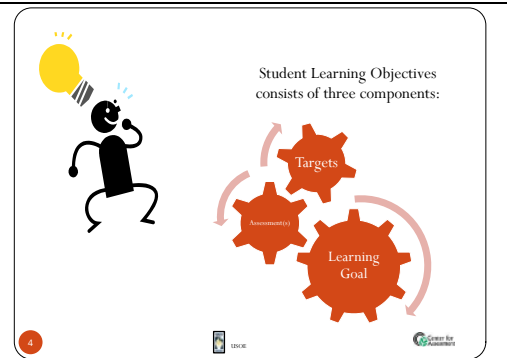 Student Learning Objectives
consists of three components:
Targets
Assessment(s)
Learning
Goal
4
USOE
Center for
Assessment